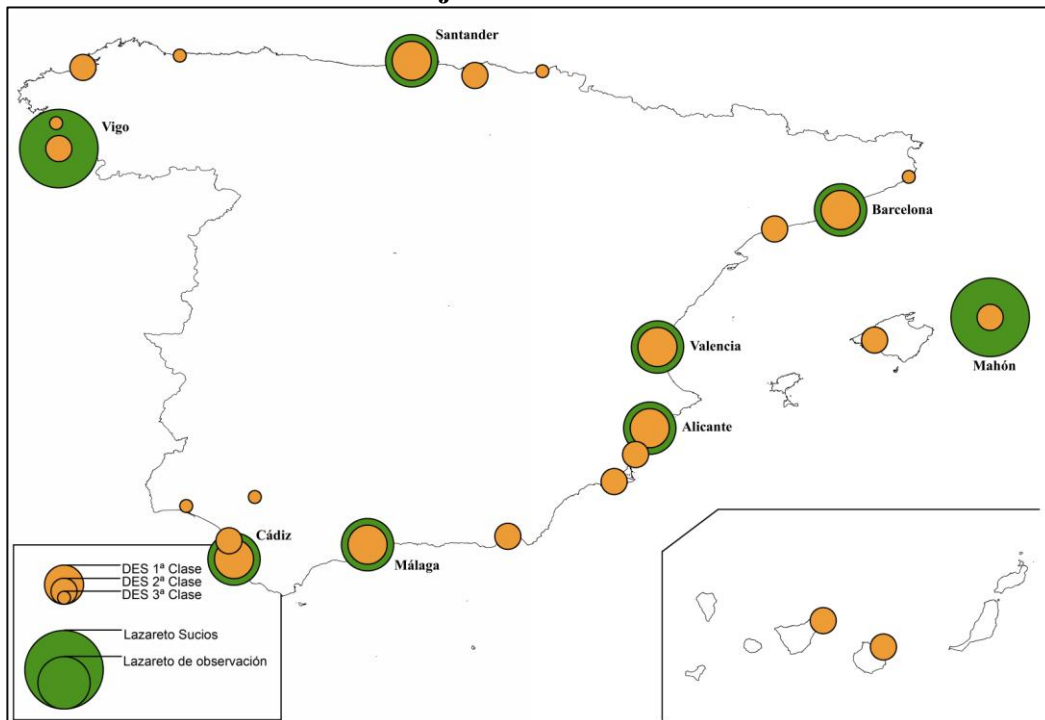 Santander
Vigo
Barcelona
Valencia
Mahón
Alicante
Cádiz
Málaga
DES 1ª Clase
DES 2ª Clase
DES 3ª Clase
Lazareto Sucios
Lazareto de observación